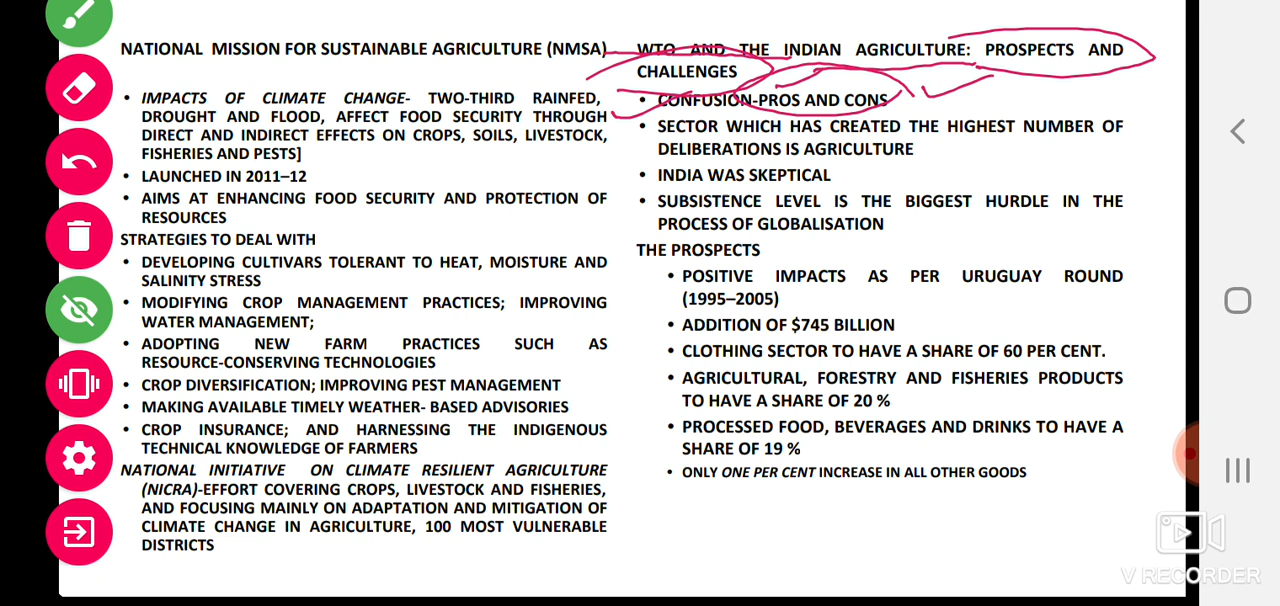 NATIONAL MISSION FOR SUSTAINABLE AGRICULTURE (NMSA)
• IMPACTS OF CLIMATE CHANGE- TWO-THIRD RAINFED,
DROUGHT AND FLOOD, AFFECT FOOD SECURITY THROUGH
DIRECT AND INDIRECT EFFECTS ON CROPS, SOILS, LIVESTOCK,
FISHERIES AND PESTS]
• LAUNCHED IN 2011–12
• AIMS AT ENHANCING FOOD SECURITY AND PROTECTION OF
RESOURCES
STRATEGIES TO DEAL WITH
• DEVELOPING CULTIVARS TOLERANT TO HEAT, MOISTURE AND
SALINITY STRESS
• MODIFYING CROP MANAGEMENT PRACTICES; IMPROVING
WATER MANAGEMENT;
• ADOPTING NEW FARM PRACTICES SUCH AS
RESOURCE-CONSERVING TECHNOLOGIES
• CROP DIVERSIFICATION; IMPROVING PEST MANAGEMENT
• MAKING AVAILABLE TIMELY WEATHER- BASED ADVISORIES
• CROP INSURANCE; AND HARNESSING THE INDIGENOUS
TECHNICAL KNOWLEDGE OF FARMERS
NATIONAL INITIATIVE ON CLIMATE RESILIENT AGRICULTURE
(NICRA)-EFFORT COVERING CROPS, LIVESTOCK AND FISHERIES,
AND FOCUSING MAINLY ON ADAPTATION AND MITIGATION OF
CLIMATE CHANGE IN AGRICULTURE, 100 MOST VULNERABLE
DISTRICTS
WTO AND THE INDIAN AGRICULTURE: PROSPECTS AND
CHALLENGES
• CONFUSION-PROS AND CONS
• SECTOR WHICH HAS CREATED THE HIGHEST NUMBER OF
DELIBERATIONS IS AGRICULTURE
• INDIA WAS SKEPTICAL
• SUBSISTENCE LEVEL IS THE BIGGEST HURDLE IN THE
PROCESS OF GLOBALISATION
THE PROSPECTS
• POSITIVE IMPACTS AS PER URUGUAY ROUND
(1995–2005)
• ADDITION OF $745 BILLION
• CLOTHING SECTOR TO HAVE A SHARE OF 60 PER CENT.
• AGRICULTURAL, FORESTRY AND FISHERIES PRODUCTS
TO HAVE A SHARE OF 20 %
• PROCESSED FOOD, BEVERAGES AND DRINKS TO HAVE A
SHARE OF 19 %
• ONLY ONE PER CENT INCREASE IN ALL OTHER GOODS
V RECORDER